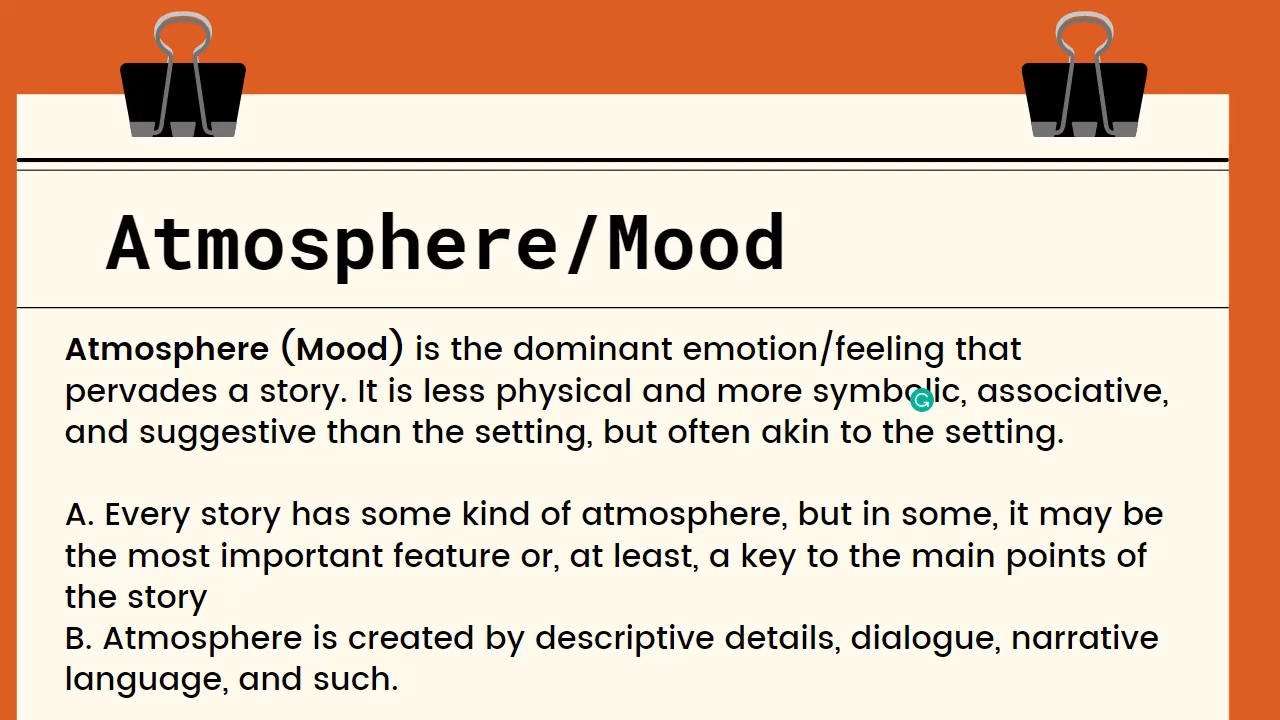 Atmosphere/Mood
Atmosphere (Mood) is the dominant emotion/feeling that
pervades a story. It is less physical and more symbolic, associative,
and suggestive than the setting, but often akin to the setting.
A. Every story has some kind of atmosphere, but in some, it may be
the most important feature or, at least, a key to the main points of
the story
B. Atmosphere is created by descriptive details, dialogue, narrative
language, and such.